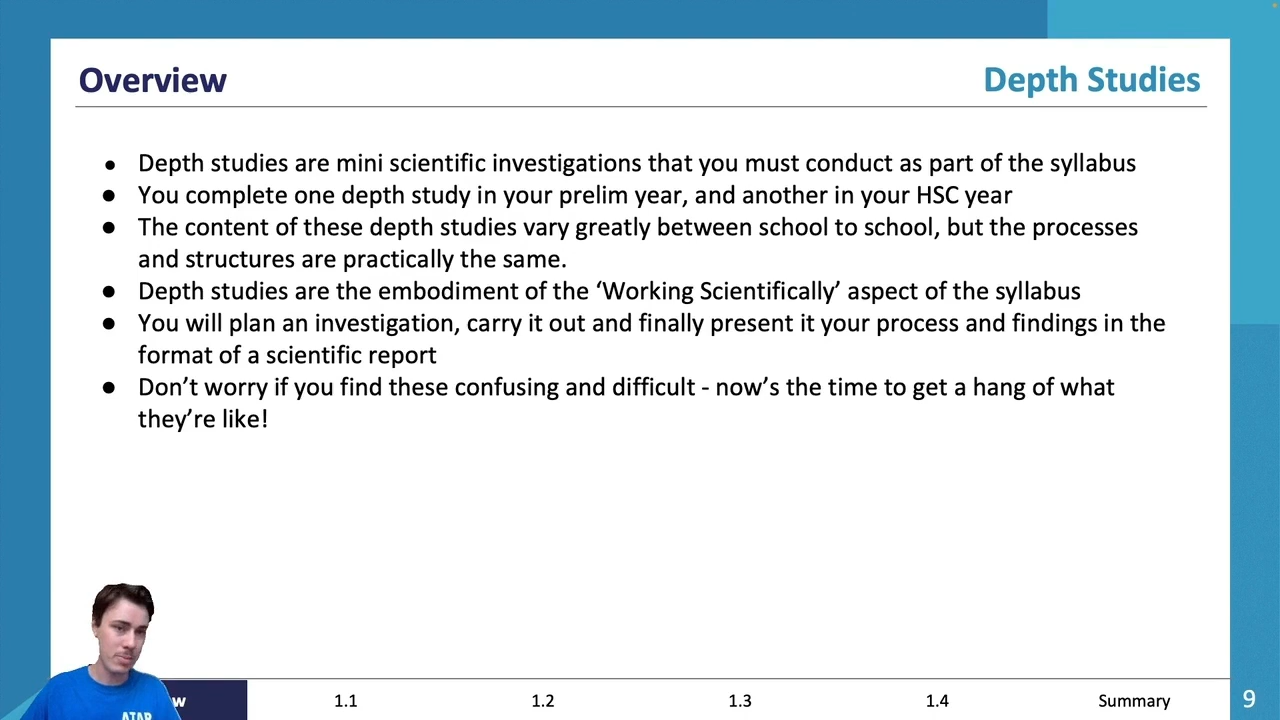 Overview
Depth Studies
● Depth studies are mini scientific investigations that you must conduct as part of the syllabus
● You complete one depth study in your prelim year, and another in your HSC year
● The content of these depth studies vary greatly between school to school, but the processes
and structures are practically the same.
● Depth studies are the embodiment of the ‘Working Scientifically’ aspect of the syllabus
● You will plan an investigation, carry it out and finally present it your process and findings in the
format of a scientific report
● Don’t worry if you find these confusing and difficult - now’s the time to get a hang of what
they’re like!
ATAR
w
1.1
1.2
1.3
1.4
Summary
9